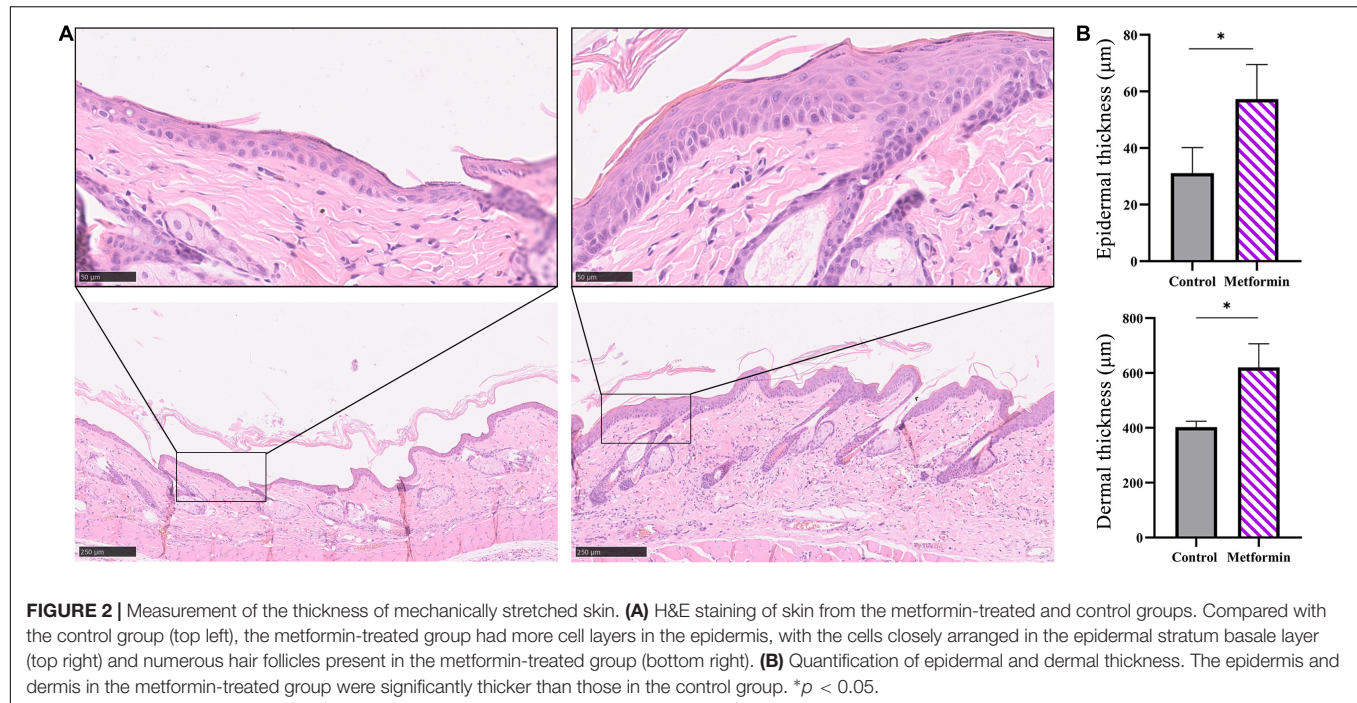 A
50 µm
50 µm
250 µm
250 µm
B
*
Epidermal thickness (µm)
80
60
40
20
0
Control Metformin
*
Dermal thickness (µm)
800
600
400
200
0
Control Metformin
FIGURE 2 | Measurement of the thickness of mechanically stretched skin. (A) H&E staining of skin from the metformin-treated and control groups. Compared with
the control group (top left), the metformin-treated group had more cell layers in the epidermis, with the cells closely arranged in the epidermal stratum basale layer
(top right) and numerous hair follicles present in the metformin-treated group (bottom right). (B) Quantification of epidermal and dermal thickness. The epidermis and
dermis in the metformin-treated group were significantly thicker than those in the control group. *p < 0.05.